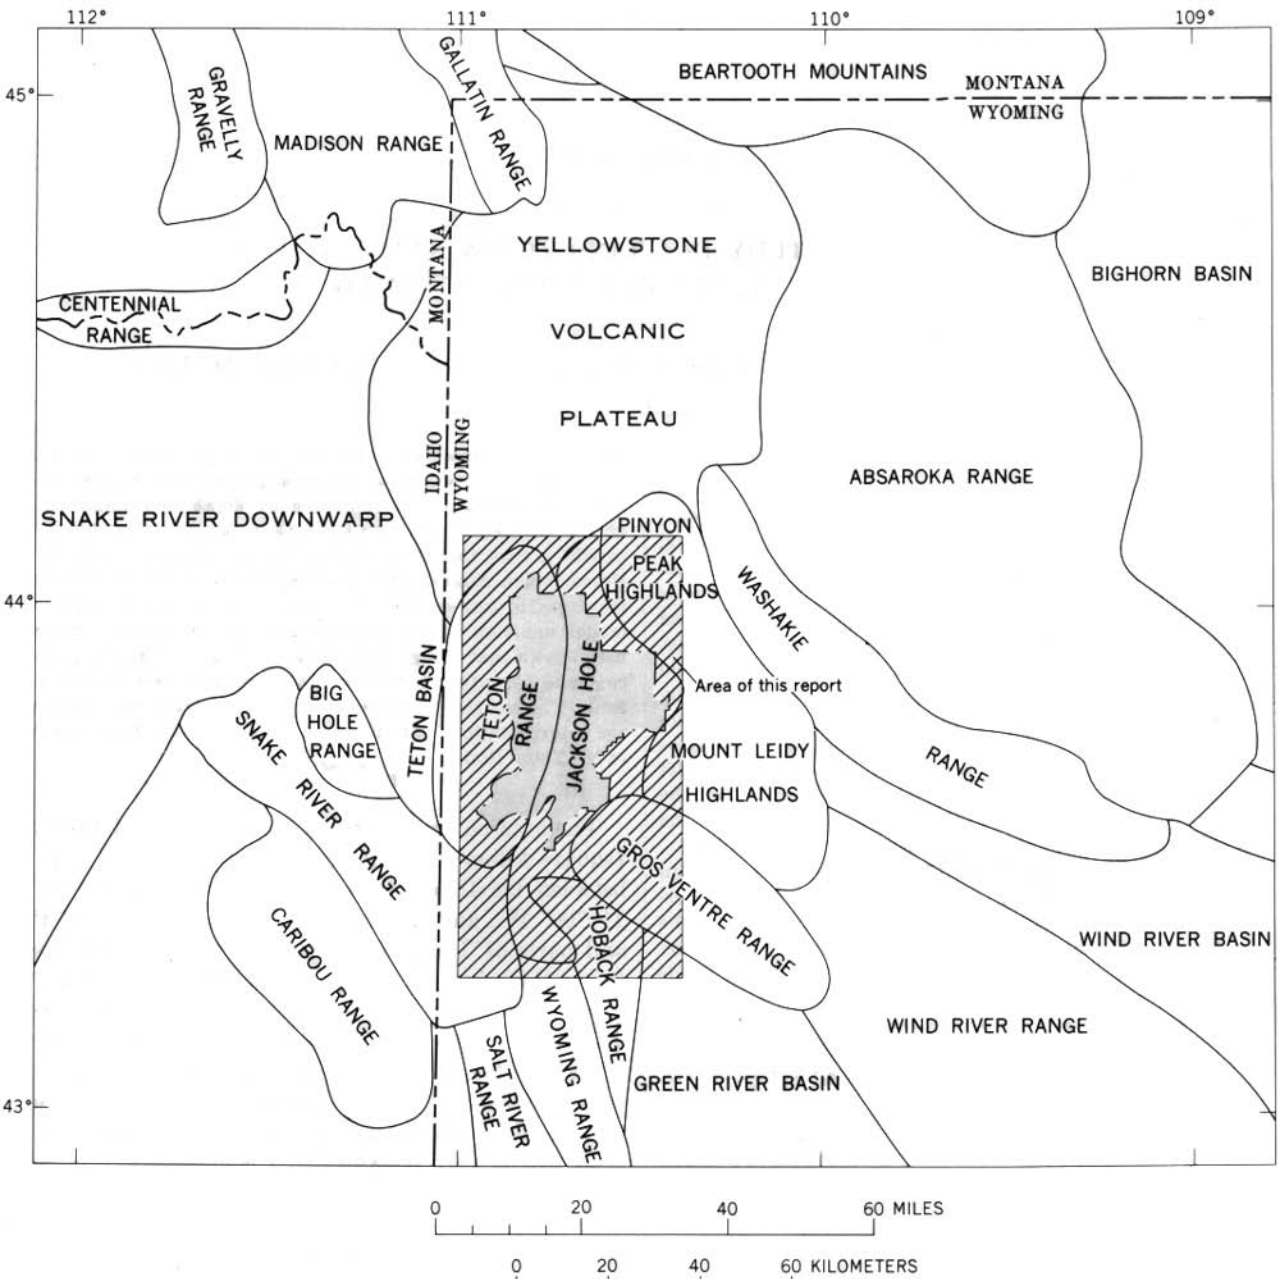 112°
111°
110°
109°
45°
GRAVELLY
RANGE
MADISON RANGE
GALLATIN RANGE
BEARTOOTH MOUNTAINS
MONTANA
WYOMING
YELLOWSTONE
VOLCANIC
PLATEAU
MONTANA
BIGHORN BASIN
CENTENNIAL
RANGE
IDAHO
WYOMING
ABSAROKA RANGE
SNAKE RIVER DOWNWARP
PINYON
PEAK
HIGHLANDS
44°
WASHAKIE
RANGE
Area of this report
TETON BASIN
TETON
RANGE
JACKSON HOLE
BIG
HOLE
RANGE
SNAKE RIVER RANGE
MOUNT LEIDY
HIGHLANDS
GROS VENTRE RANGE
CARIBOU RANGE
HOBACK RANGE
WIND RIVER BASIN
WIND RIVER RANGE
WYOMING RANGE
SALT RIVER
RANGE
GREEN RIVER BASIN
43°
0 20 40 60 MILES
0 20 40 60 KILOMETERS